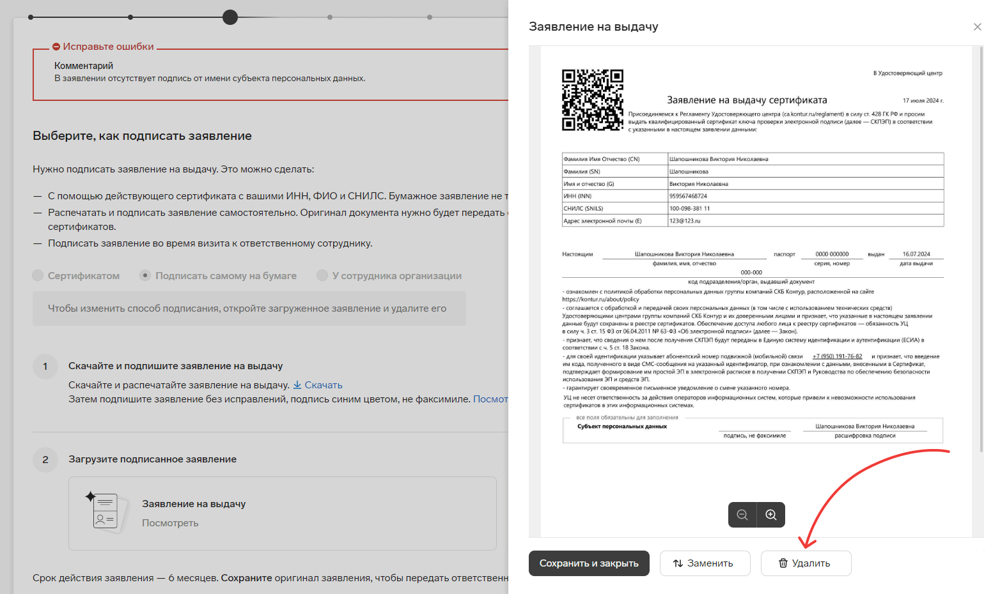 Исправьте ошибки
Комментарий
В заявлении отсутствует подпись от имени субъекта персональных данных.
Выберите, как подписать заявление
Нужно подписать заявление на выдачу. Это можно сделать:
— С помощью действующего сертификата с вашими ИНН, ФИО и СНИЛС. Бумажное заявление не т
— Распечатать и подписать заявление самостоятельно. Оригинал документа нужно будет передать
сертификатов.
— Подписать заявление во время визита к ответственному сотруднику.
Сертификатом Подписать самому на бумаге У сотрудника организации
Чтобы изменить способ подписания, откройте загруженное заявление и удалите его
1 Скачайте и подпишите заявление на выдачу
Скачайте и распечатайте заявление на выдачу. Скачать
Затем подпишите заявление без исправлений, подпись синим цветом, не факсимиле. Посмот
2 Загрузите подписанное заявление
Заявление на выдачу
Посмотреть
Срок действия заявления — 6 месяцев. Сохраните оригинал заявления, чтобы передать ответственн
Заявление на выдачу
В Удостоверяющий центр
Заявление на выдачу сертификата 17 июля 2024 г.
Присоединяемся к Регламенту Удостоверяющего центра (ca.kontur.ru/reglament) в силу ст. 428 ГК РФ и просим
выдать квалифицированный сертификат ключа проверки электронной подписи (далее — СКПЭП) в соответствии
с указанными в настоящем заявлении данными:
Фамилия Имя Отчество (CN) Шапошникова Виктория Николаевна
Фамилия (SN) Шапошникова
Имя и отчество (G) Виктория Николаевна
ИНН (INN) 959567468724
СНИЛС (SNILS) 100-098-381 11
Адрес электронной почты (E) 123@123.ru
Настоящим Шапошникова Виктория Николаевна паспорт 0000 000000 выдан 16.07.2024
фамилия, имя, отчество серия, номер дата выдачи
000-000
код подразделения/орган, выдавший документ
- ознакомлен с политикой обработки персональных данных группы компаний СКБ Контур, расположенной на сайте
https://kontur.ru/about/policy
- соглашается с обработкой и передачей своих персональных данных (в том числе с использованием технических средств)
Удостоверяющими центрами группы компаний СКБ Контур и их доверенными лицами и признает, что указанные в настоящем заявлении
данные будут сохранены в реестре сертификатов. Обеспечение доступа любого лица к реестру сертификатов — обязанность УЦ
в силу ч. 3 ст. 15 ФЗ от 06.04.2011 № 63-ФЗ «Об электронной подписи» (далее — Закон).
- признает, что сведения о нем после получения СКПЭП будут переданы в Единую систему идентификации и аутентификации (ЕСИА) в
соответствии с ч. 5 ст. 18 Закона.
- для своей идентификации указывает абонентский номер подвижной (мобильной) связи +7 (950) 191-76-82 и признает, что введение
им кода, полученного в виде СМС-сообщения на указанный идентификатор, при ознакомлении с данными, внесенными в Сертификат,
подтверждает формирование им простой ЭП в электронной расписке в получении СКПЭП и Руководства по обеспечению безопасности
использования ЭП и средств ЭП.
- гарантирует своевременное письменное уведомление о смене указанного номера.
УЦ не несет ответственность за действия операторов информационных систем, которые привели к невозможности использования
сертификатов в этих информационных системах.
все поля обязательны для заполнения
Субъект персональных данных Шапошникова Виктория Николаевна
подпись, не факсимиле расшифровка подписи
Сохранить и закрыть Заменить Удалить